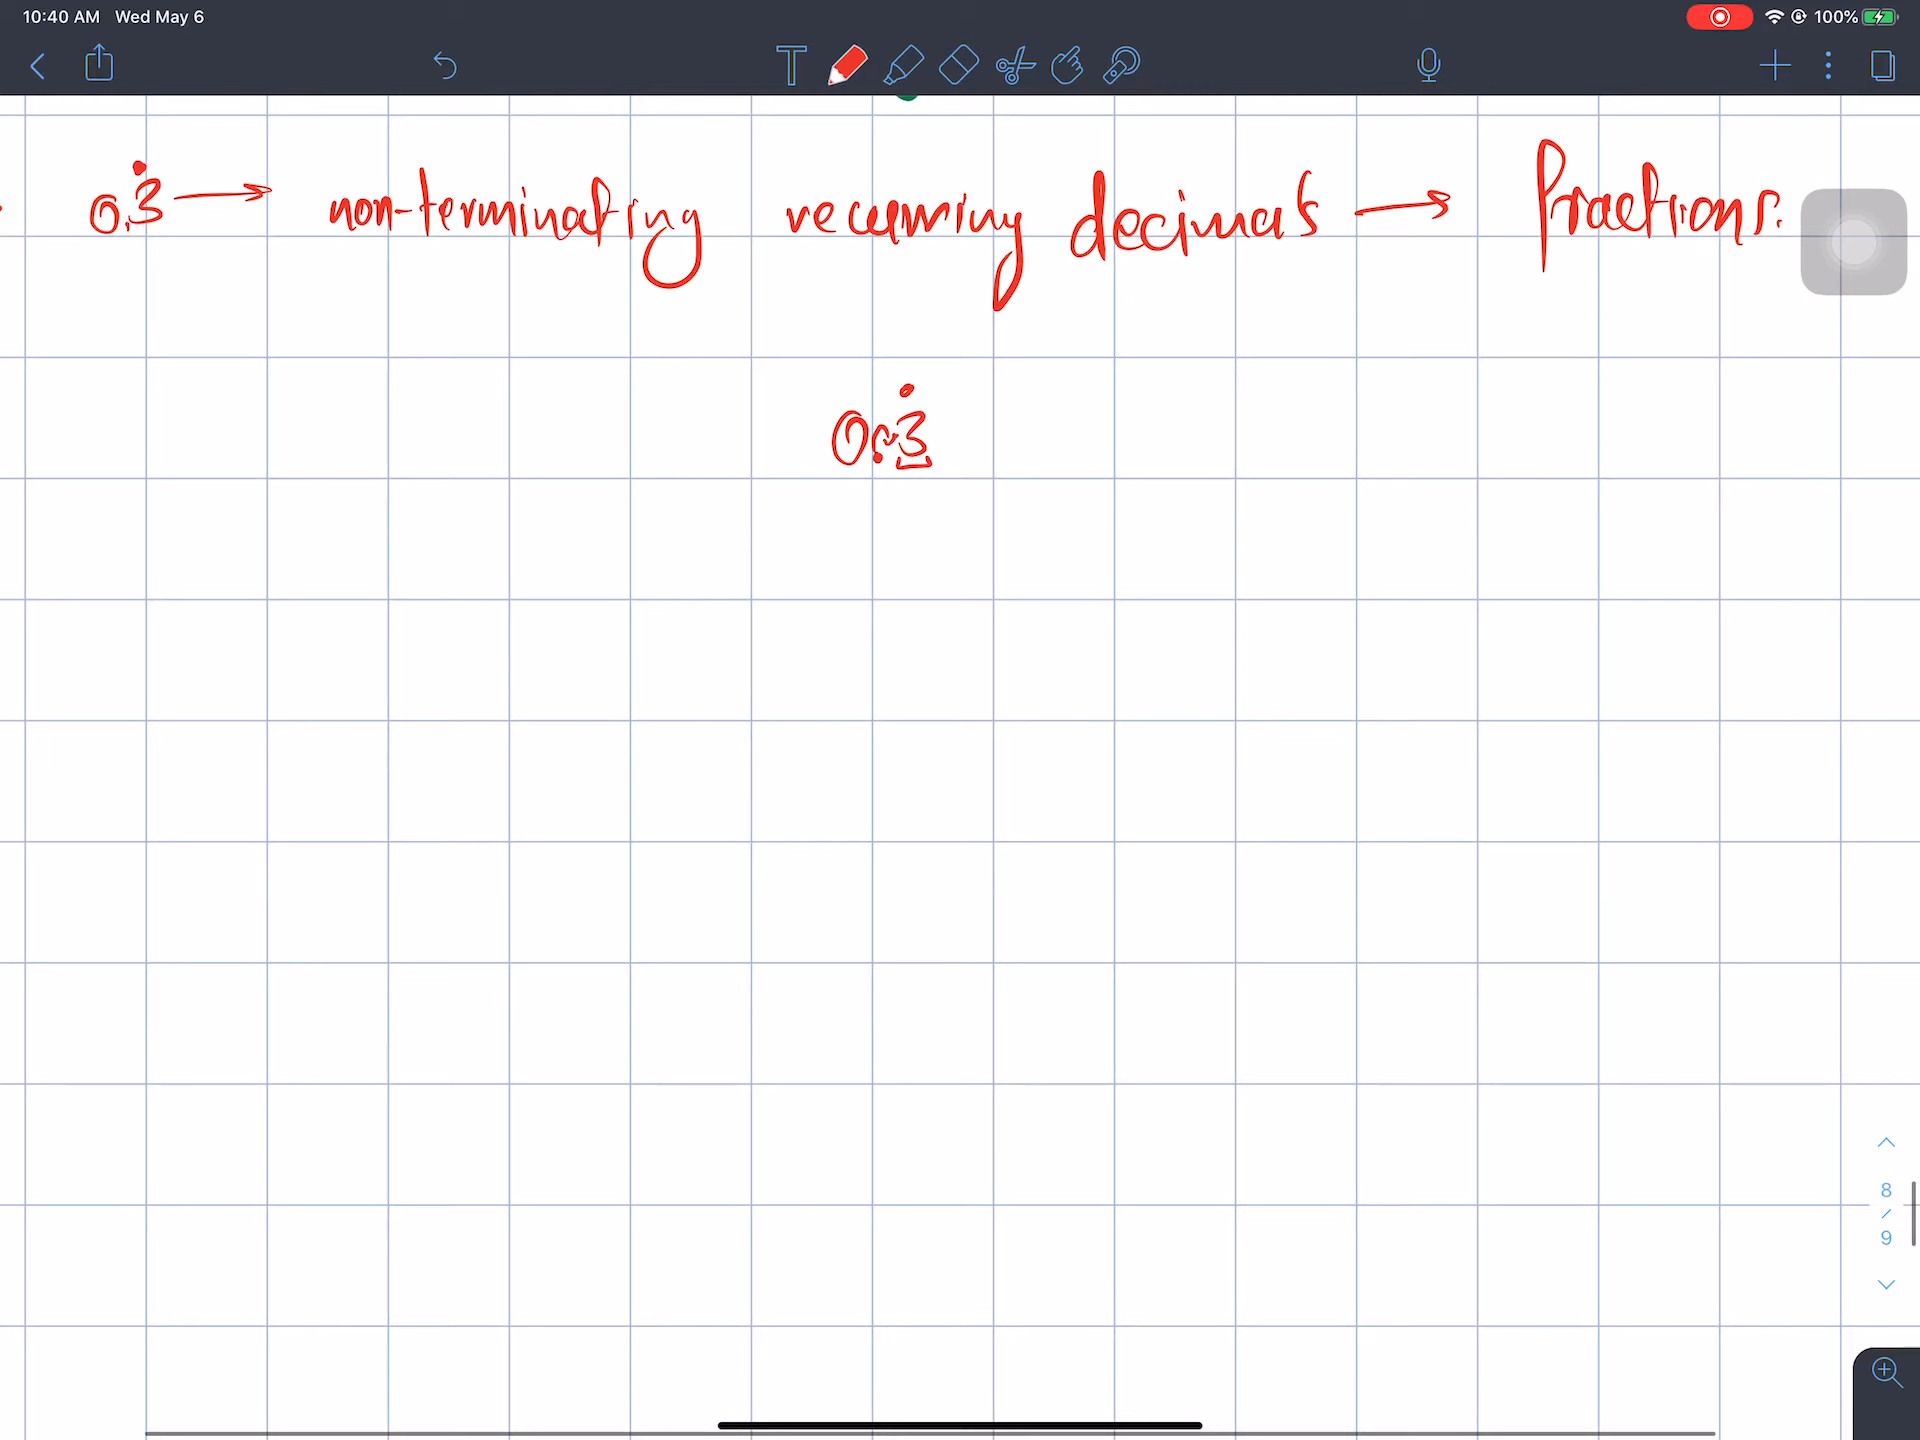 10:40 AM Wed May 6 100%
T
0.3̇ → non-terminating recurring decimals → fractions.
0.3̇
8
/
9